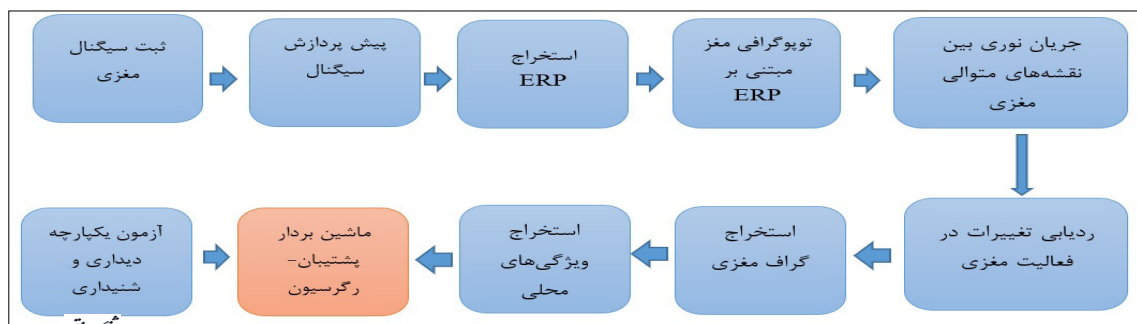 ثبت سیگنال
مغزی
پیش پردازش
سیگنال
استخراج
ERP
توپوگرافی مغز
مبتنی بر
ERP
جریان نوری بین
نقشه‌های متوالی
مغزی
ردیابی تغییرات در
فعالیت مغزی
استخراج
گراف مغزی
استخراج
ویژگی‌های
محلی
ماشین بردار
پشتیبان-
رگرسیون
آزمون یکپارچه
دیداری و
شنیداری